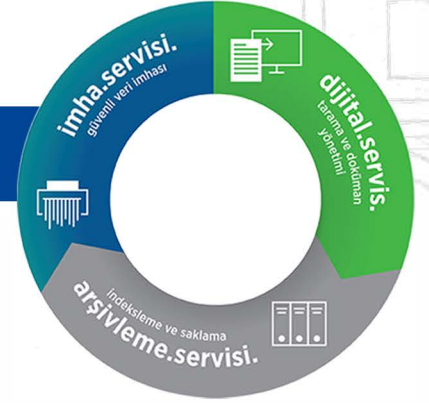 imha.servisi.
güvenli veri imhası
dijital.servis.
tarama ve doküman
yönetimi
indeksleme ve saklama
arşivleme.servisi.